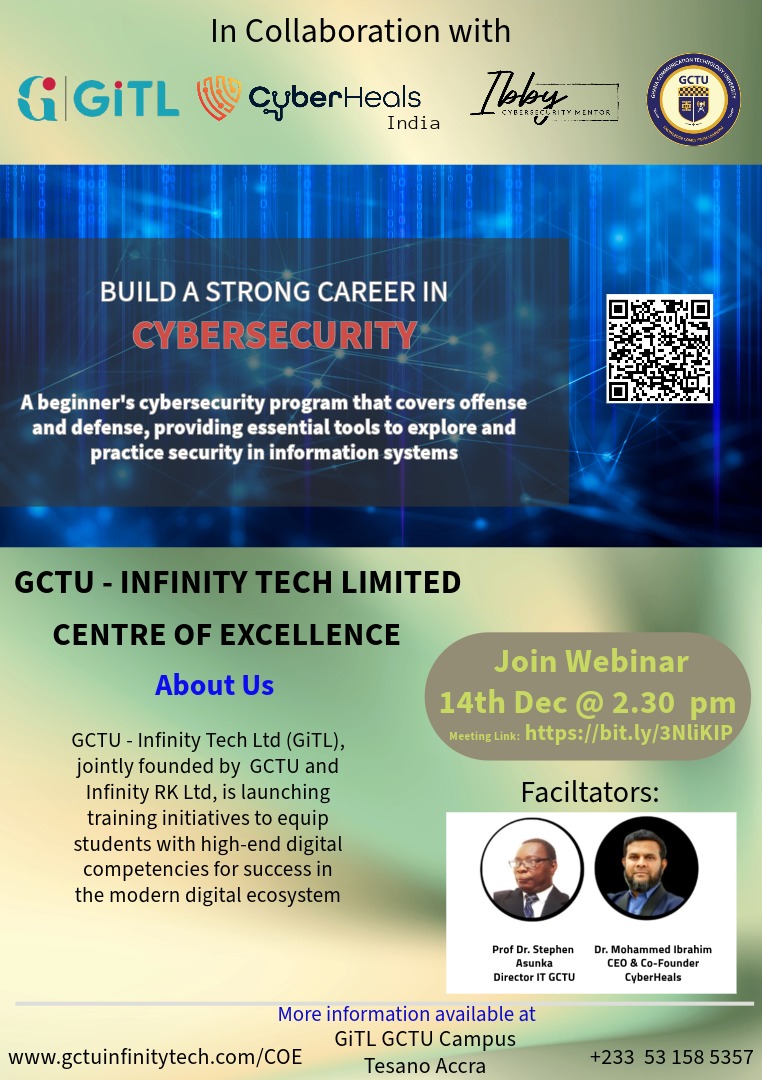 In Collaboration with
GiTL
CyberHeals
India
Ibby
CYBERSECURITY MENTOR
GHANA COMMUNICATION TECHNOLOGY UNIVERSITY
GCTU
BUILD A STRONG CAREER IN
CYBERSECURITY
A beginner's cybersecurity program that covers offense
and defense, providing essential tools to explore and
practice security in information systems
GCTU - INFINITY TECH LIMITED
CENTRE OF EXCELLENCE
About Us
GCTU - Infinity Tech Ltd (GiTL),
jointly founded by GCTU and
Infinity RK Ltd, is launching
training initiatives to equip
students with high-end digital
competencies for success in
the modern digital ecosystem
Join Webinar
14th Dec @ 2.30 pm
Meeting Link: https://bit.ly/3NliKIP
Faciltators:
Prof Dr. Stephen
Asunka
Director IT GCTU
Dr. Mohammed Ibrahim
CEO & Co-Founder
CyberHeals
More information available at
GiTL GCTU Campus
Tesano Accra
www.gctuinfinitytech.com/COE
+233 53 158 5357